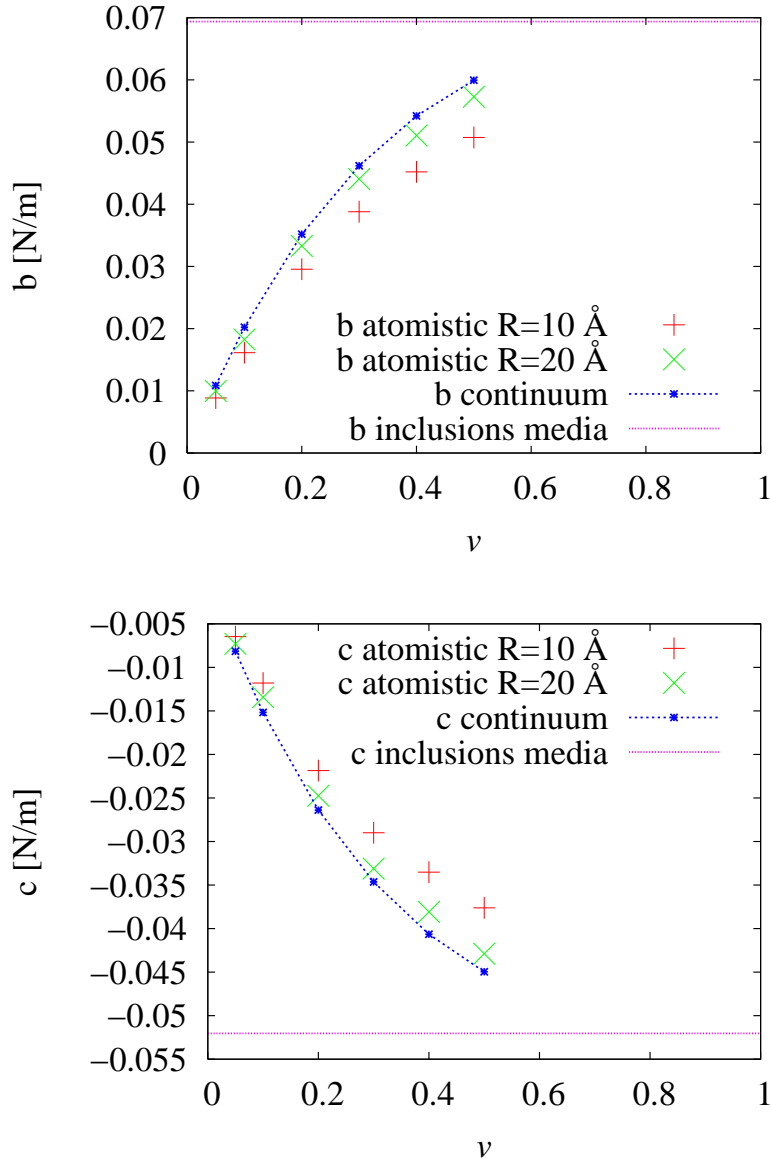 0.07
0.06
0.05
0.04
0.03
0.02
0.01
0
b [N/m]
b atomistic R=10 Å
b atomistic R=20 Å
b continuum
b inclusions media
0 0.2 0.4 0.6 0.8 1
v
−0.005
−0.01
−0.015
−0.02
−0.025
−0.03
−0.035
−0.04
−0.045
−0.05
−0.055
c [N/m]
c atomistic R=10 Å
c atomistic R=20 Å
c continuum
c inclusions media
0 0.2 0.4 0.6 0.8 1
v